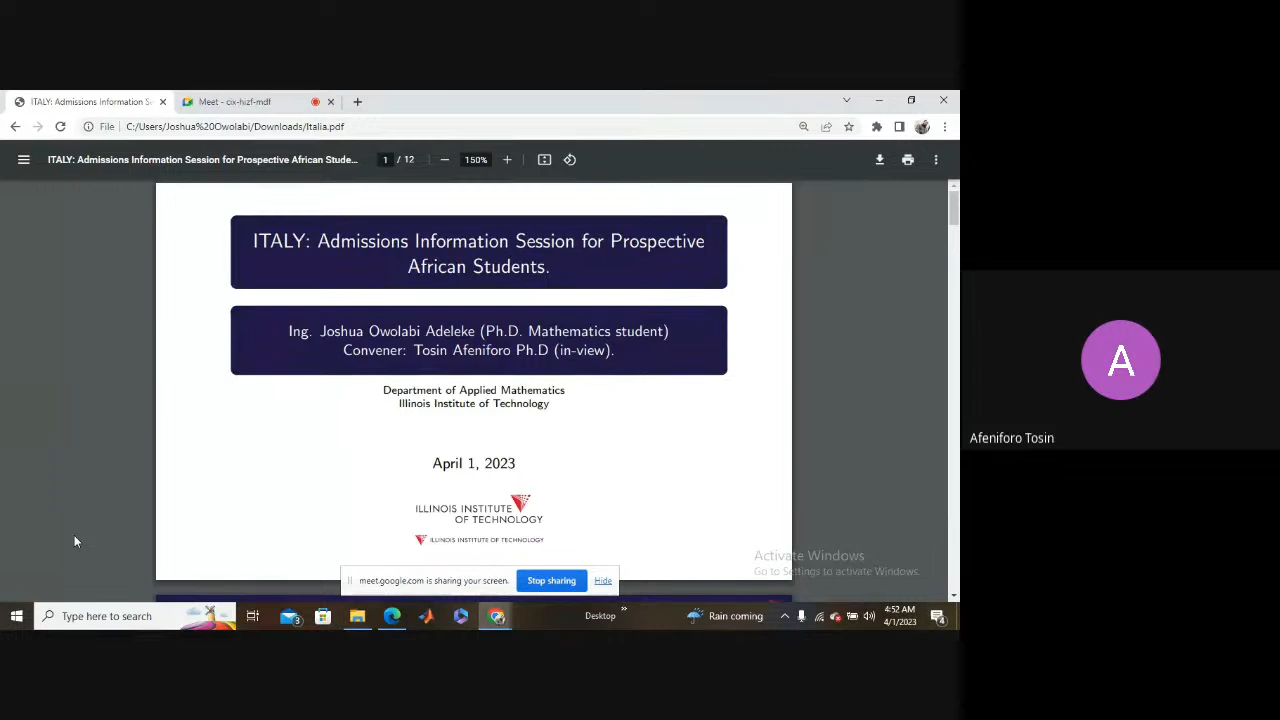 ITALY: Admissions Information Se
Meet - cix-hizf-mdf
File
C:/Users/Joshua%20Owolabi/Downloads/Italia.pdf
ITALY: Admissions Information Session for Prospective African Stude...
1 / 12
150%
ITALY: Admissions Information Session for Prospective
African Students.
Ing. Joshua Owolabi Adeleke (Ph.D. Mathematics student)
Convener: Tosin Afeniforo Ph.D (in-view).
Department of Applied Mathematics
Illinois Institute of Technology
April 1, 2023
ILLINOIS INSTITUTE
OF TECHNOLOGY
ILLINOIS INSTITUTE OF TECHNOLOGY
A
Afeniforo Tosin
Activate Windows
Go to Settings to activate Windows.
meet.google.com is sharing your screen.
Stop sharing
Hide
Type here to search
3
Desktop
Rain coming
4:52 AM
4/1/2023
4